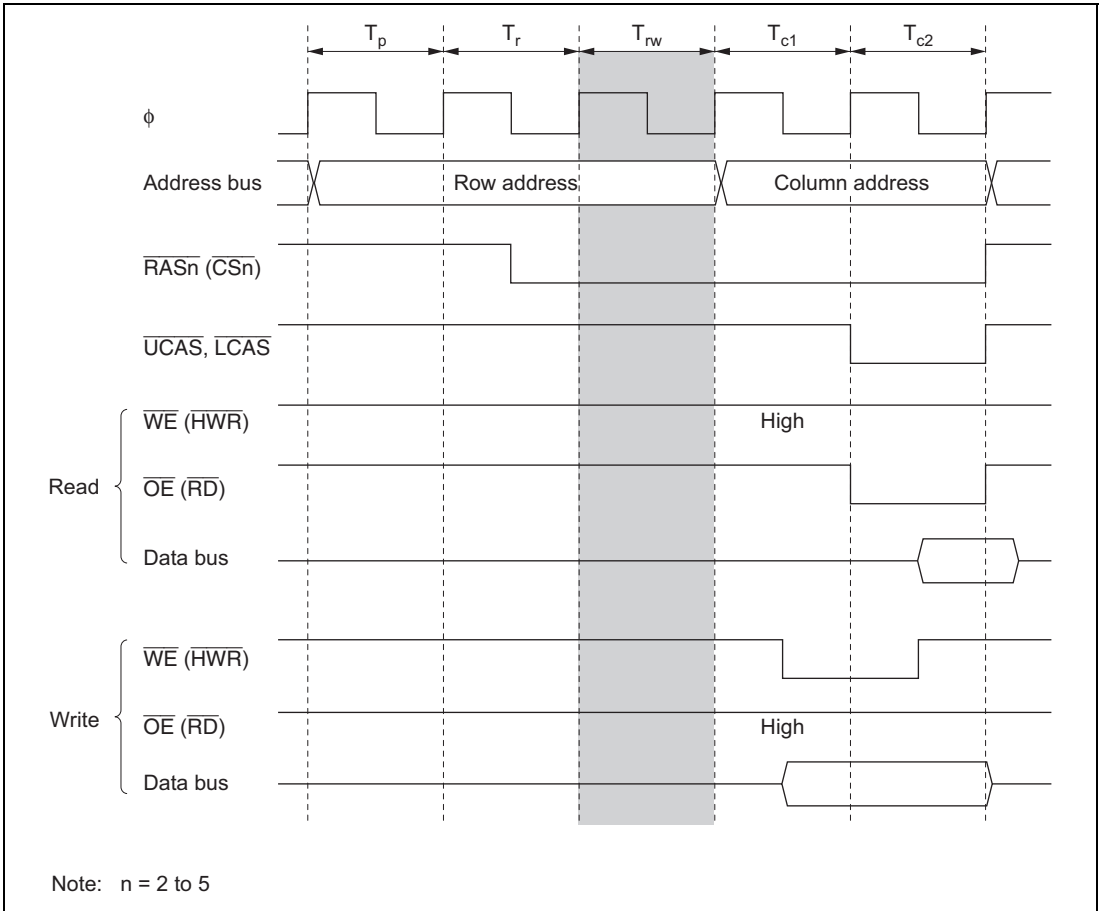 Tp Tr Trw Tc1 Tc2
ϕ
Address bus Row address Column address
RASn (CSn)
UCAS, LCAS
WE (HWR) High
Read OE (RD)
Data bus
WE (HWR)
Write OE (RD) High
Data bus
Note: n = 2 to 5